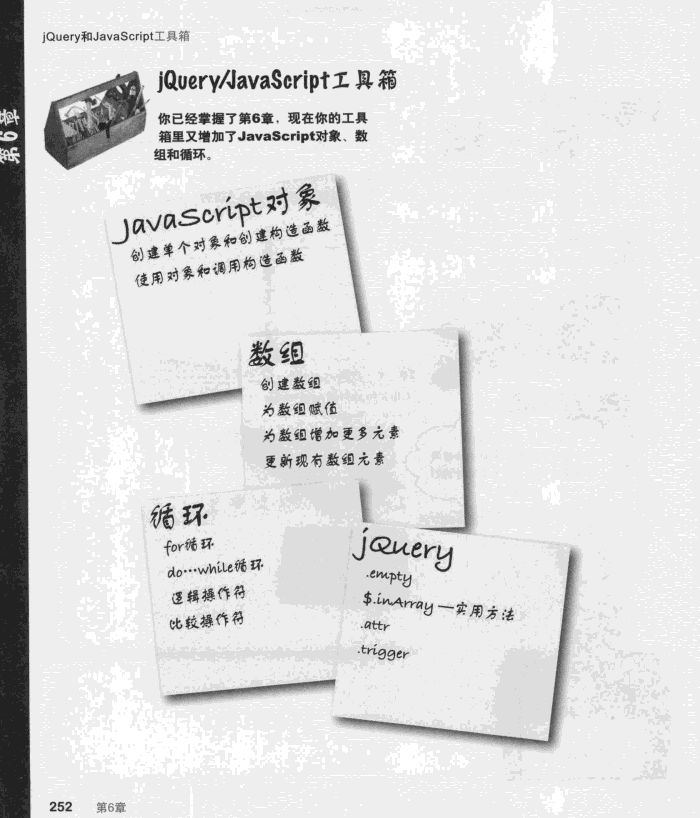 jQuery和JavaScript工具箱
jQuery/JavaScript工具箱
你已经掌握了第6章，现在你的工具
箱里又增加了JavaScript对象、数
组和循环。
第6章
JavaScript对象
创建单个对象和创建构造函数
使用对象和调用构造函数
数组
创建数组
为数组赋值
为数组增加更多元素
更新现有数组元素
循环
for循环
do…while循环
逻辑操作符
比较操作符
jQuery
.empty
$.inArray —实用方法
.attr
.trigger
252 第6章